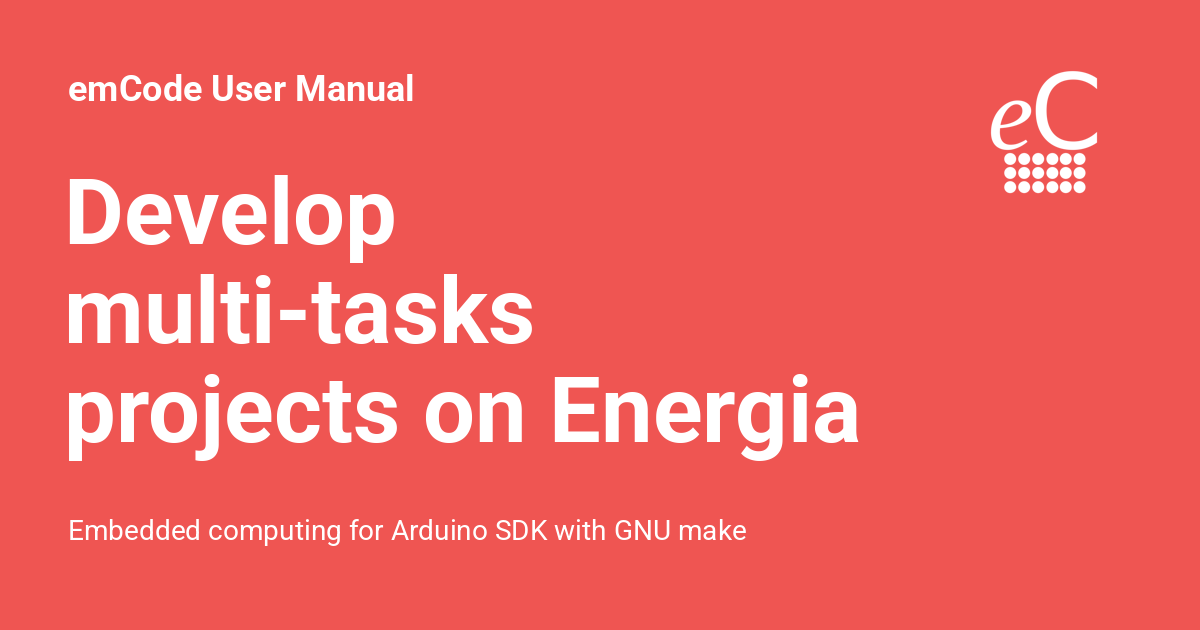 emCode User Manual
eC
Develop
multi-tasks
projects on Energia
Embedded computing for Arduino SDK with GNU make